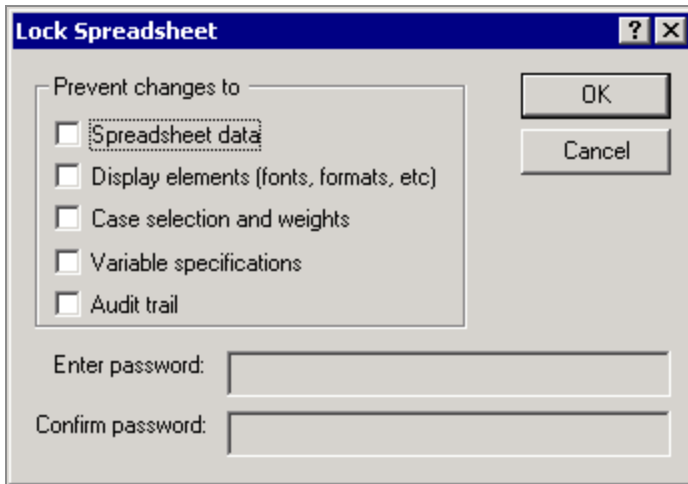 Lock Spreadsheet
?
Prevent changes to
OK
Spreadsheet data
Cancel
Display elements (fonts, formats, etc)
Case selection and weights
Variable specifications
Audit trail
Enter password:
Confirm password: